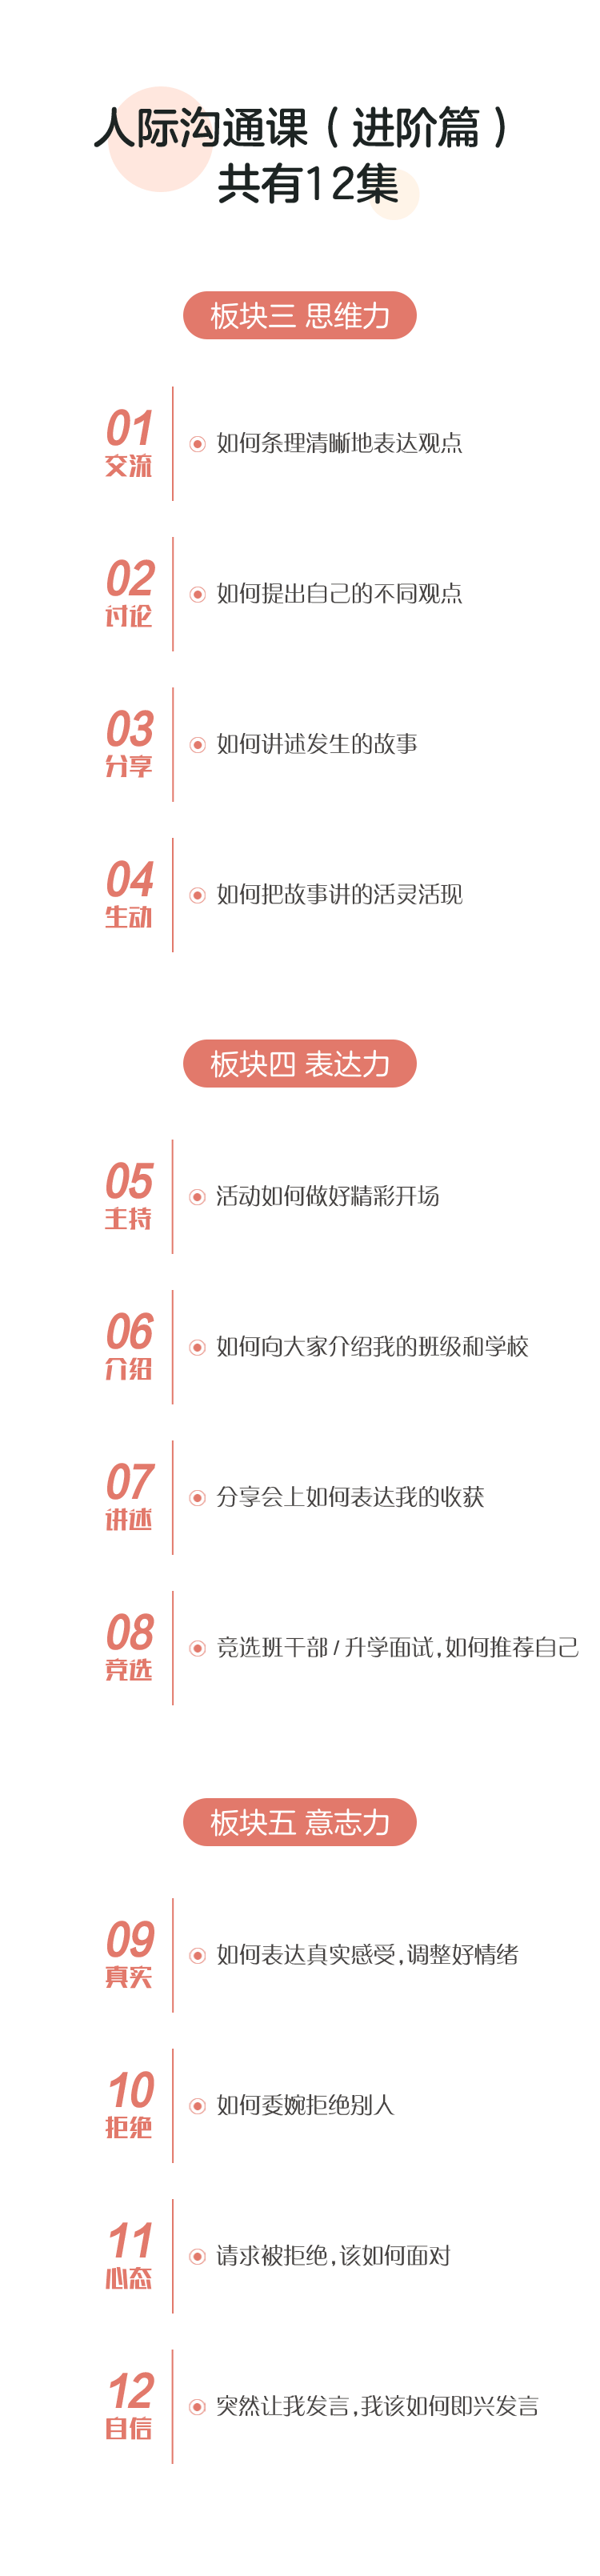 人际沟通课（进阶篇）
共有12集
板块三 思维力
01
交流
如何条理清晰地表达观点
02
讨论
如何提出自己的不同观点
03
分享
如何讲述发生的故事
04
生动
如何把故事讲的活灵活现
板块四 表达力
05
主持
活动如何做好精彩开场
06
介绍
如何向大家介绍我的班级和学校
07
讲述
分享会上如何表达我的收获
08
竞选
竞选班干部/升学面试,如何推荐自己
板块五 意志力
09
真实
如何表达真实感受,调整好情绪
10
拒绝
如何委婉拒绝别人
11
心态
请求被拒绝,该如何面对
12
自信
突然让我发言,我该如何即兴发言